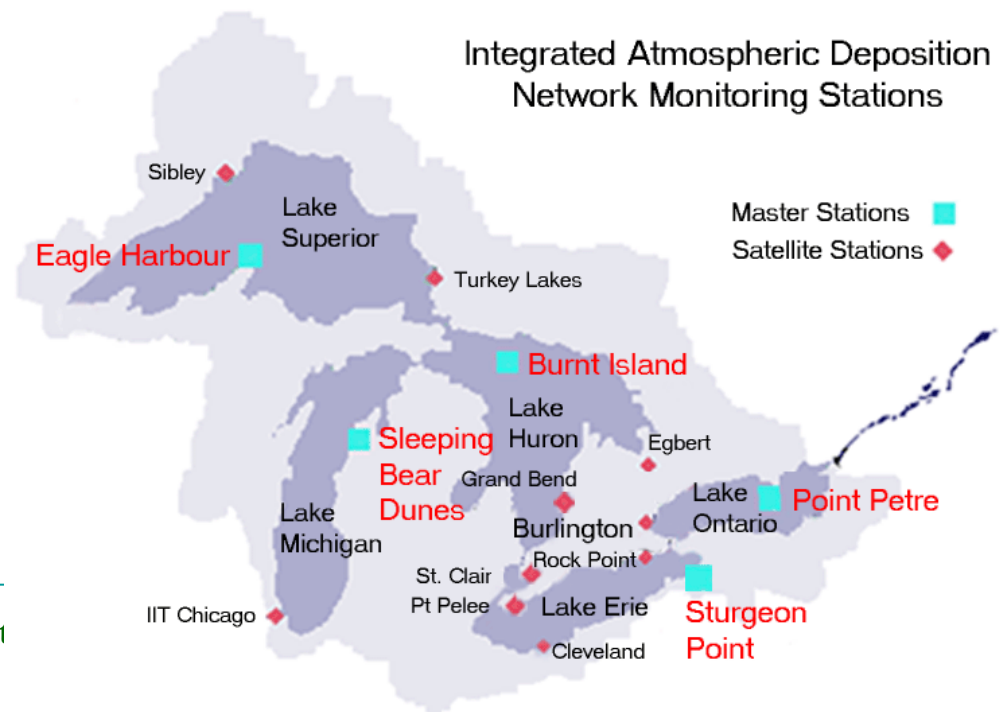 Integrated Atmospheric Deposition
Network Monitoring Stations
Sibley
Lake
Superior
Master Stations
Satellite Stations
Eagle Harbour
Turkey Lakes
Burnt Island
Lake
Huron
Sleeping
Bear
Dunes
Egbert
Grand Bend
Lake
Ontario
Point Petre
Lake
Michigan
Burlington
Rock Point
St. Clair
Pt Pelee
Lake Erie
IIT Chicago
Sturgeon
Point
Cleveland